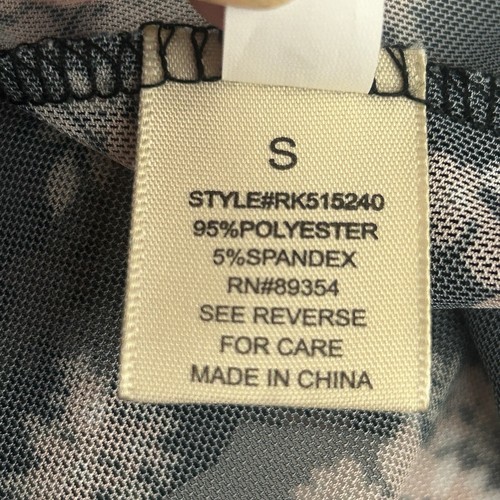 S
STYLE#RK515240
95%POLYESTER
5%SPANDEX
RN#89354
SEE REVERSE
FOR CARE
MADE IN CHINA